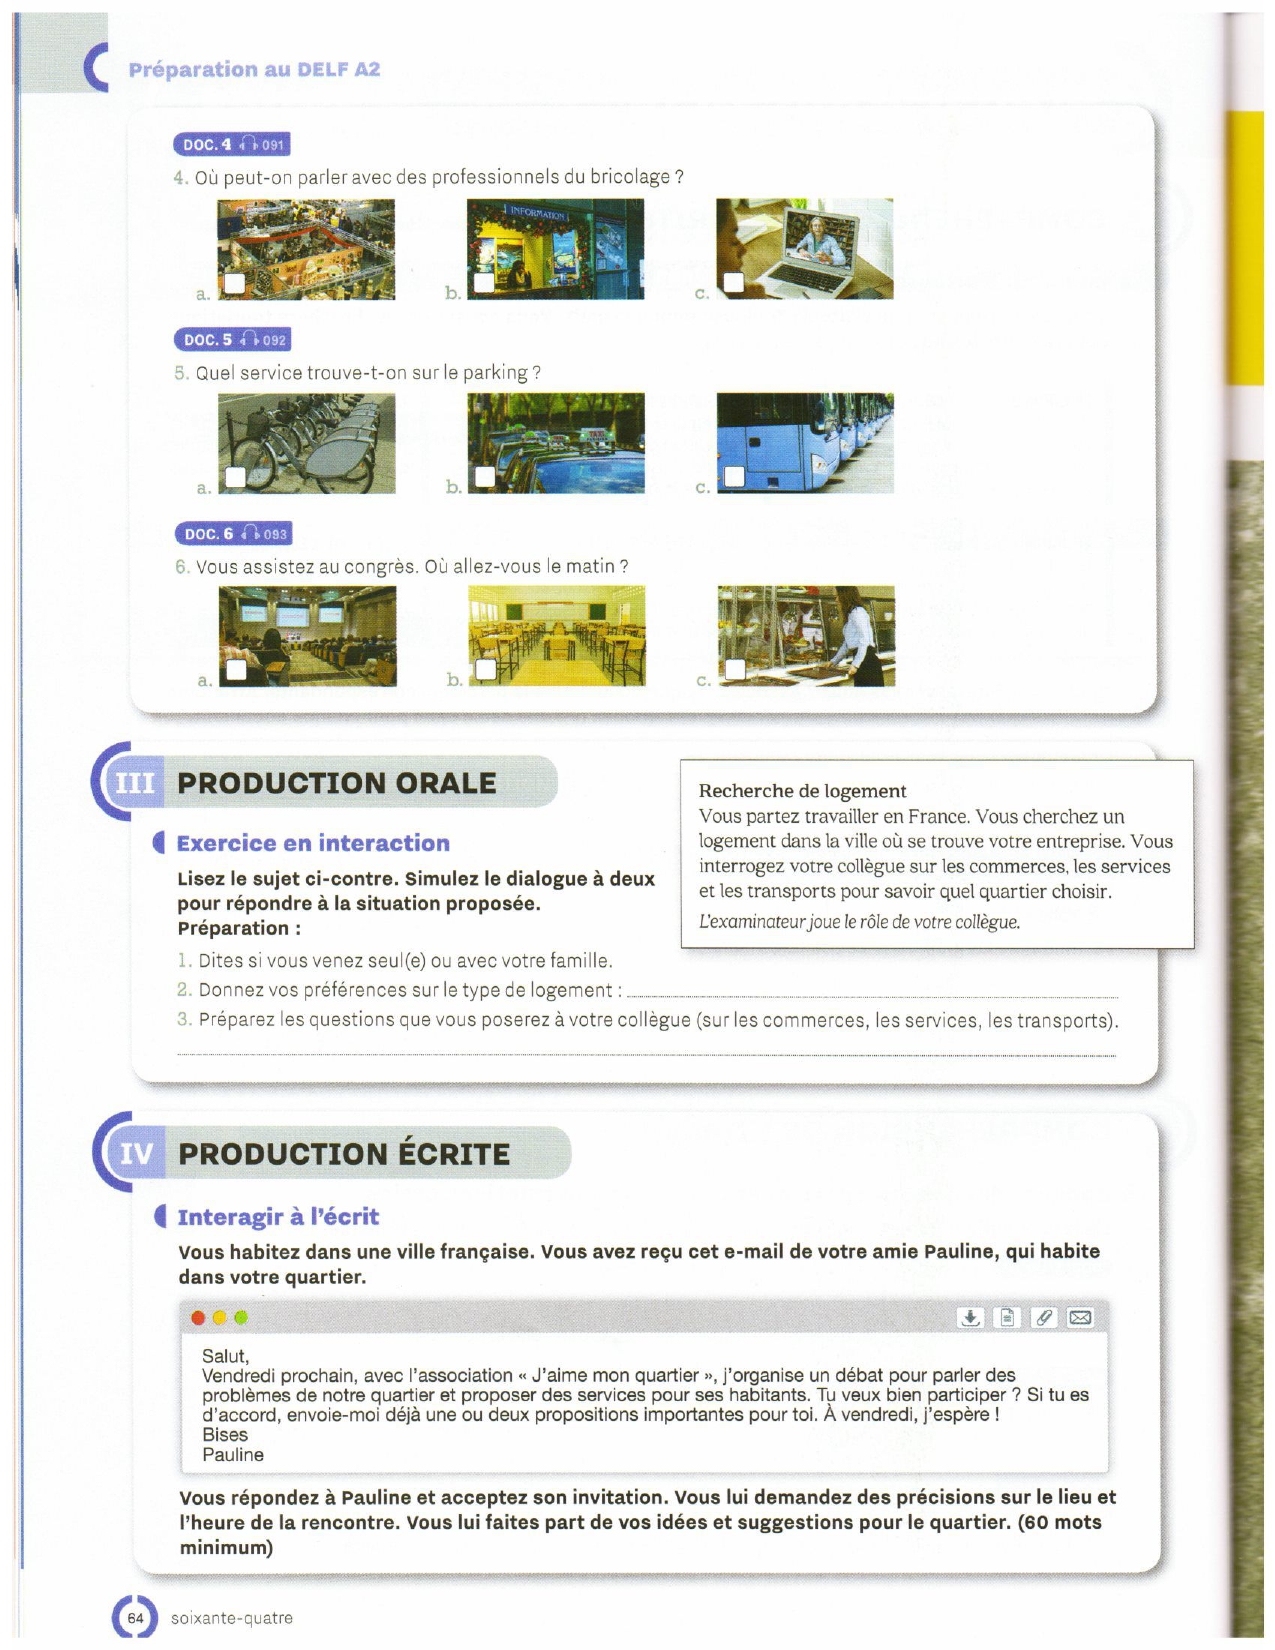 Préparation au DELF A2
DOC. 4 091
4. Où peut-on parler avec des professionnels du bricolage ?
INFORMATION
a.
b.
c.
DOC. 5 092
5. Quel service trouve-t-on sur le parking ?
TAXI
a.
b.
c.
DOC. 6 093
6. Vous assistez au congrès. Où allez-vous le matin ?
a.
b.
c.
III PRODUCTION ORALE
Exercice en interaction
Lisez le sujet ci-contre. Simulez le dialogue à deux
pour répondre à la situation proposée.
Préparation :
Recherche de logement
Vous partez travailler en France. Vous cherchez un
logement dans la ville où se trouve votre entreprise. Vous
interrogez votre collègue sur les commerces, les services
et les transports pour savoir quel quartier choisir.
L'examinateur joue le rôle de votre collègue.
1. Dites si vous venez seul(e) ou avec votre famille.
2. Donnez vos préférences sur le type de logement :
3. Préparez les questions que vous poserez à votre collègue (sur les commerces, les services, les transports).
IV PRODUCTION ÉCRITE
Interagir à l'écrit
Vous habitez dans une ville française. Vous avez reçu cet e-mail de votre amie Pauline, qui habite
dans votre quartier.
Salut,
Vendredi prochain, avec l'association « J'aime mon quartier », j'organise un débat pour parler des
problèmes de notre quartier et proposer des services pour ses habitants. Tu veux bien participer ? Si tu es
d'accord, envoie-moi déjà une ou deux propositions importantes pour toi. À vendredi, j'espère !
Bises
Pauline
Vous répondez à Pauline et acceptez son invitation. Vous lui demandez des précisions sur le lieu et
l'heure de la rencontre. Vous lui faites part de vos idées et suggestions pour le quartier. (60 mots
minimum)
64 soixante-quatre